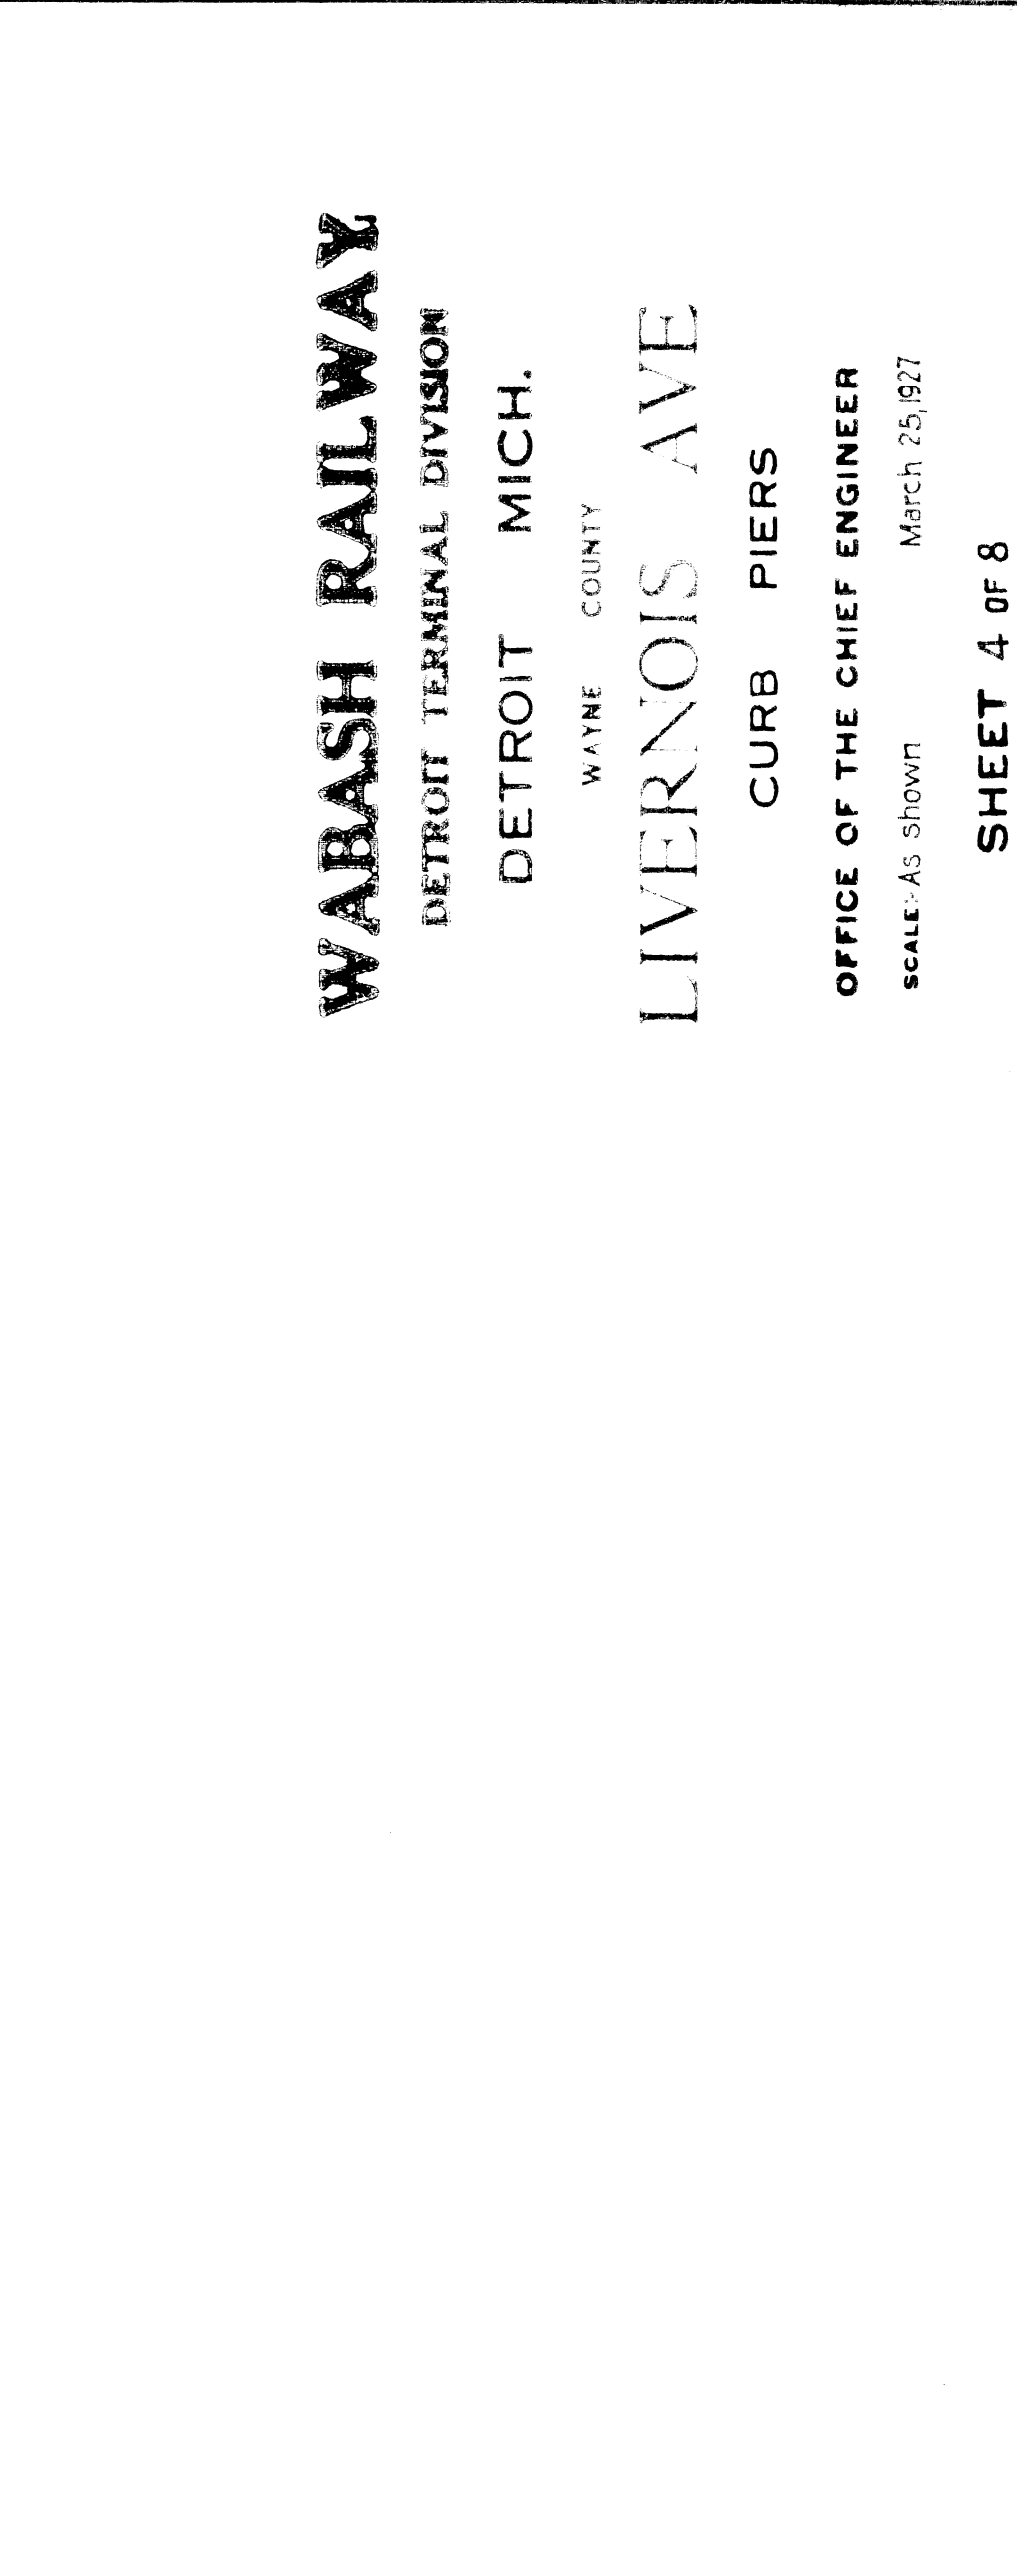 WABASH RAILWAY
DETROIT TERMINAL DIVISION
DETROIT MICH.
WAYNE COUNTY
LIVERNOIS AVE
CURB PIERS
OFFICE OF THE CHIEF ENGINEER
SCALE:- As shown March 25, 1927
SHEET 4 OF 8